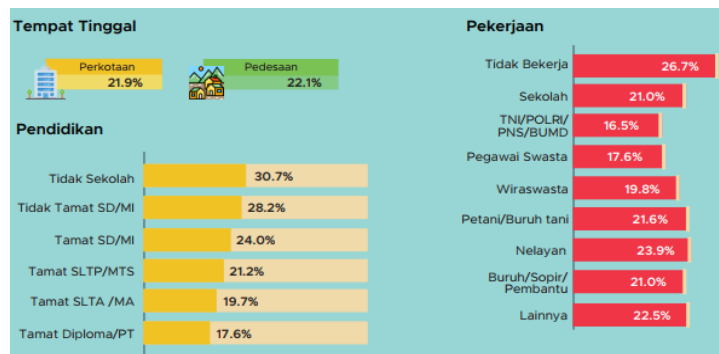 Tempat Tinggal
Perkotaan
21.9%
Pedesaan
22.1%
Pendidikan
Tidak Sekolah
30.7%
Tidak Tamat SD/MI
28.2%
Tamat SD/MI
24.0%
Tamat SLTP/MTS
21.2%
Tamat SLTA /MA
19.7%
Tamat Diploma/PT
17.6%
Pekerjaan
Tidak Bekerja
26.7%
Sekolah
21.0%
TNI/POLRI/
PNS/BUMD
16.5%
Pegawai Swasta
17.6%
Wiraswasta
19.8%
Petani/Buruh tani
21.6%
Nelayan
23.9%
Buruh/Sopir/
Pembantu
21.0%
Lainnya
22.5%